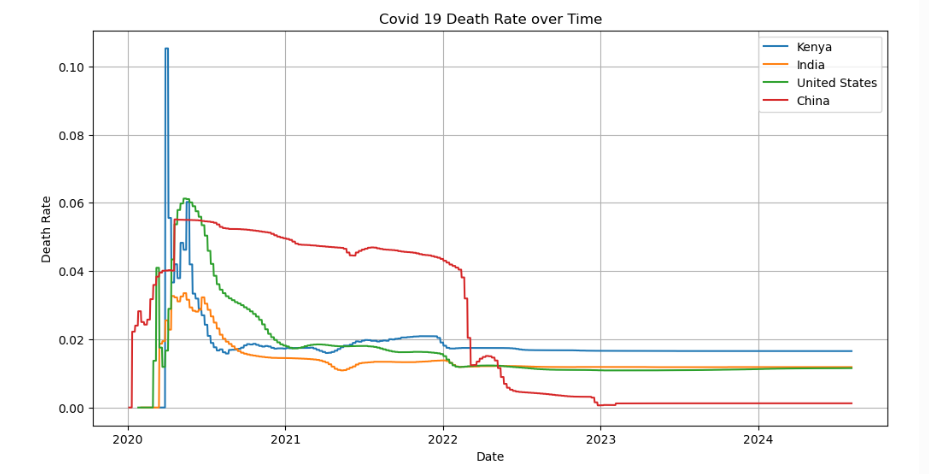 Covid 19 Death Rate over Time
Kenya
India
United States
China
0.10
0.08
0.06
0.04
0.02
0.00
Death Rate
2020 2021 2022 2023 2024
Date